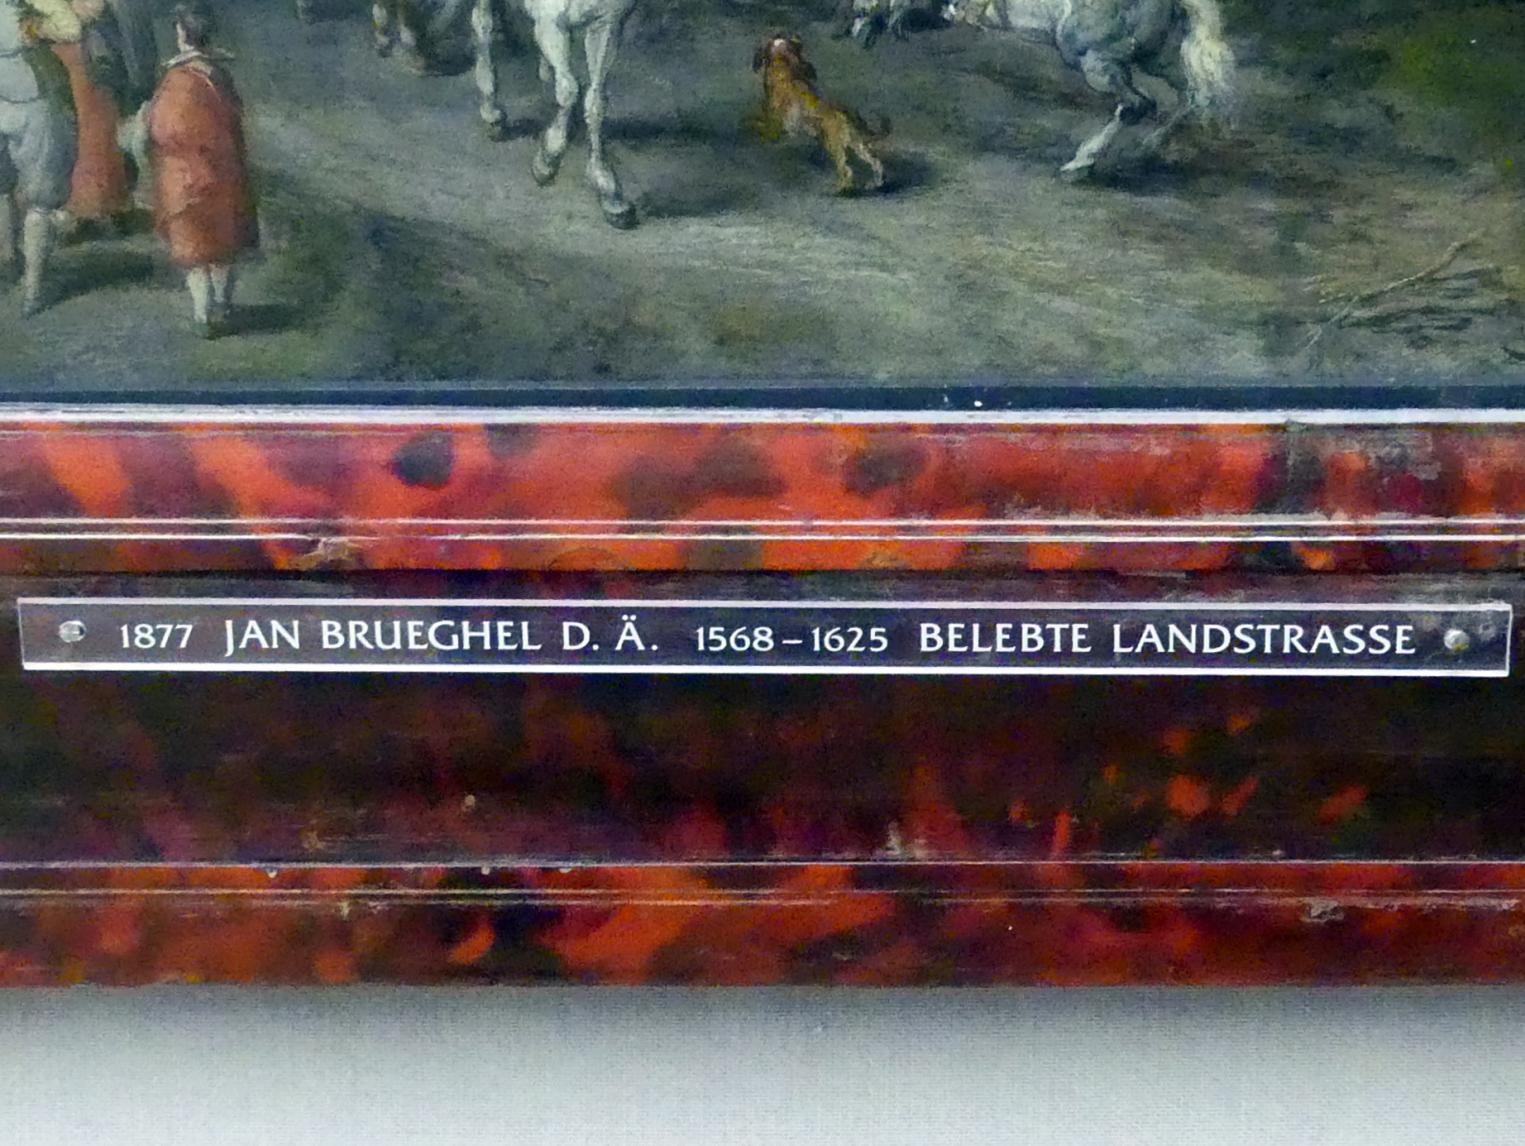 1877 JAN BRUEGHEL D. Ä. 1568–1625 BELEBTE LANDSTRASSE